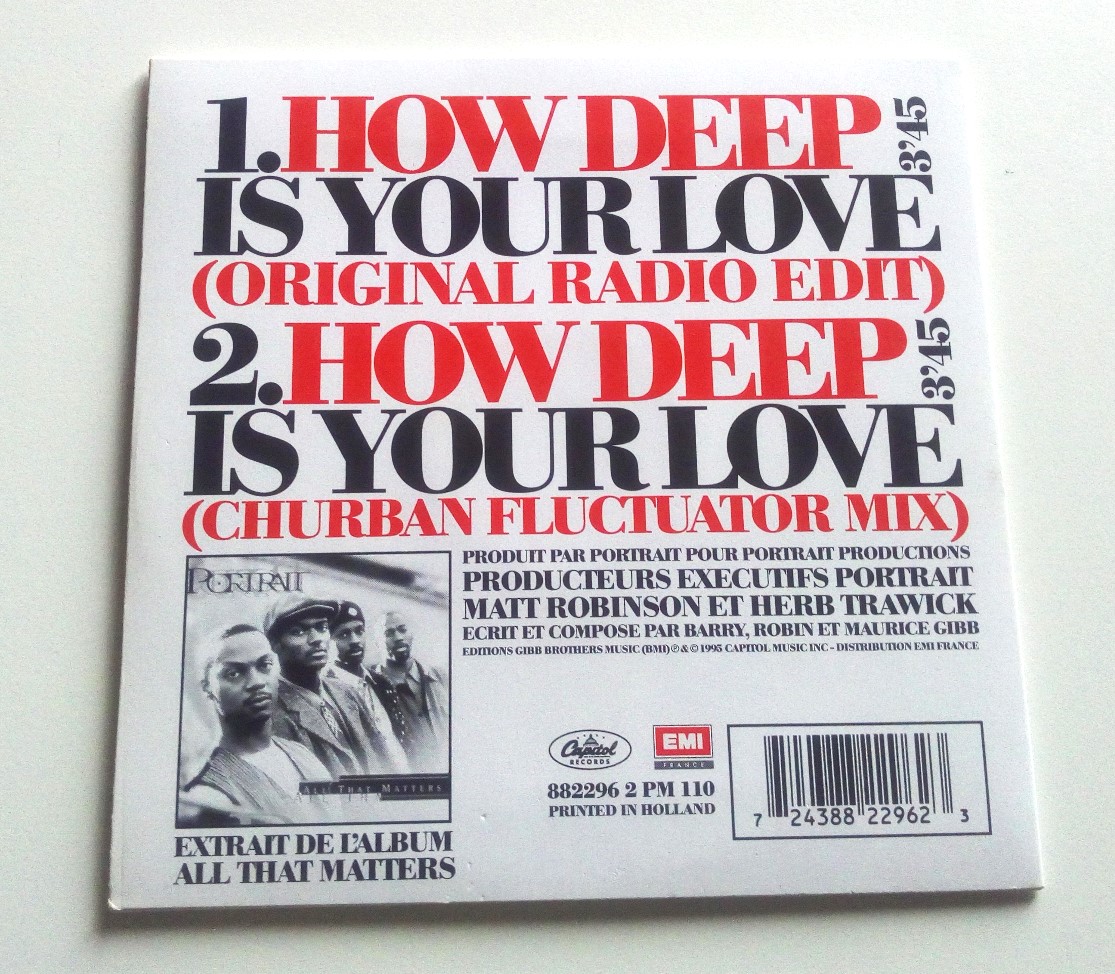 1.HOW DEEP 3'45
IS YOUR LOVE
(ORIGINAL RADIO EDIT)
2.HOW DEEP 3'45
IS YOUR LOVE
(CHURBAN FLUCTUATOR MIX)
PORTRAIT
ALL THAT MATTERS
EXTRAIT DE L'ALBUM
ALL THAT MATTERS
PRODUIT PAR PORTRAIT POUR PORTRAIT PRODUCTIONS
PRODUCTEURS EXECUTIFS PORTRAIT
MATT ROBINSON ET HERB TRAWICK
ECRIT ET COMPOSE PAR BARRY, ROBIN ET MAURICE GIBB
EDITIONS GIBB BROTHERS MUSIC (BMI) ℗ & © 1995 CAPITOL MUSIC INC - DISTRIBUTION EMI FRANCE
Capitol
RECORDS
EMI
FRANCE
882296 2 PM 110
PRINTED IN HOLLAND
7 24388 22962 3